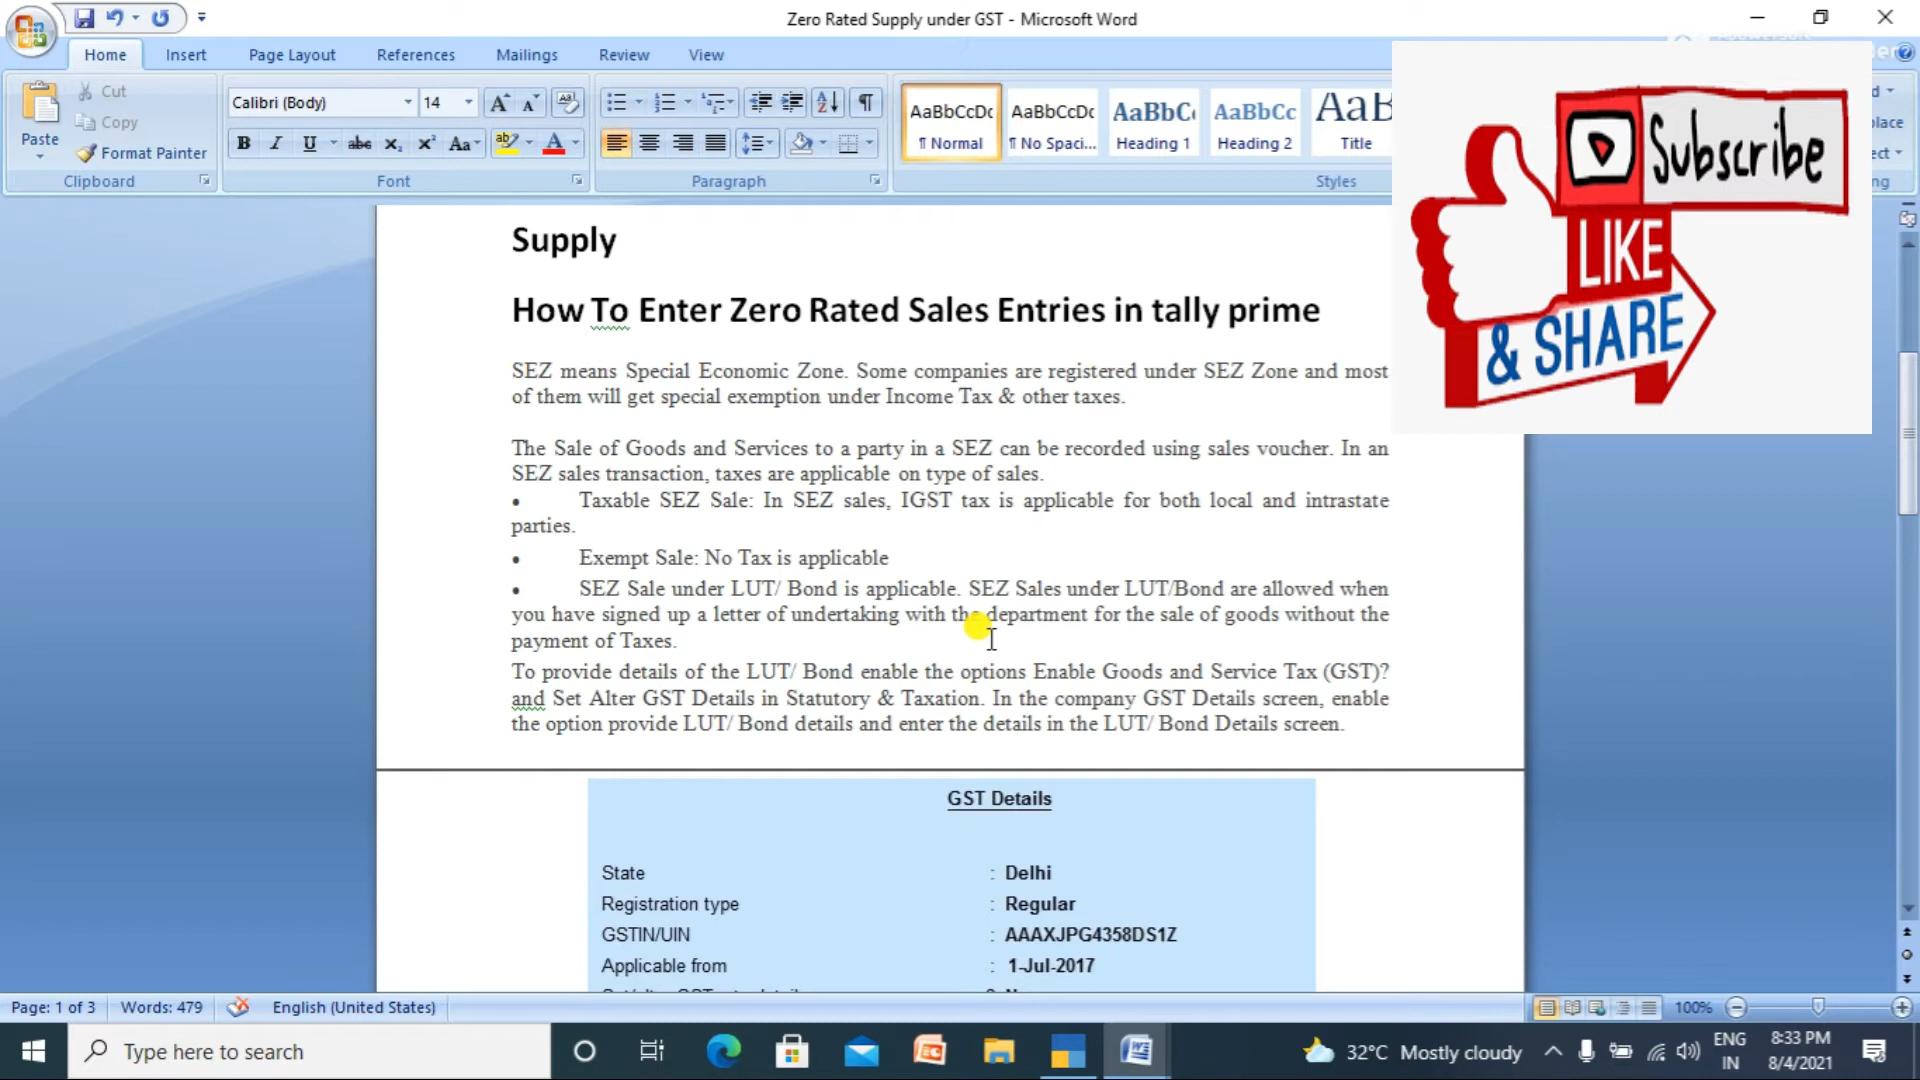 Zero Rated Supply under GST - Microsoft Word
Home Insert Page Layout References Mailings Review View
Paste
Cut
Copy
Format Painter
Clipboard
Calibri (Body) 14
Font
Paragraph
AaBbCcDc AaBbCcDc AaBbC AaBbCc AaB
¶ Normal ¶ No Spaci... Heading 1 Heading 2 Title
Styles
Subscribe
LIKE
& SHARE
Supply
How To Enter Zero Rated Sales Entries in tally prime
SEZ means Special Economic Zone. Some companies are registered under SEZ Zone and most
of them will get special exemption under Income Tax & other taxes.
The Sale of Goods and Services to a party in a SEZ can be recorded using sales voucher. In an
SEZ sales transaction, taxes are applicable on type of sales.
• Taxable SEZ Sale: In SEZ sales, IGST tax is applicable for both local and intrastate
parties.
• Exempt Sale: No Tax is applicable
• SEZ Sale under LUT/ Bond is applicable. SEZ Sales under LUT/Bond are allowed when
you have signed up a letter of undertaking with the department for the sale of goods without the
payment of Taxes.
To provide details of the LUT/ Bond enable the options Enable Goods and Service Tax (GST)?
and Set Alter GST Details in Statutory & Taxation. In the company GST Details screen, enable
the option provide LUT/ Bond details and enter the details in the LUT/ Bond Details screen.
GST Details
State : Delhi
Registration type : Regular
GSTIN/UIN : AAAXJPG4358DS1Z
Applicable from : 1-Jul-2017
Page: 1 of 3 Words: 479 English (United States) 100%
Type here to search
32°C Mostly cloudy
ENG
IN
8:33 PM
8/4/2021